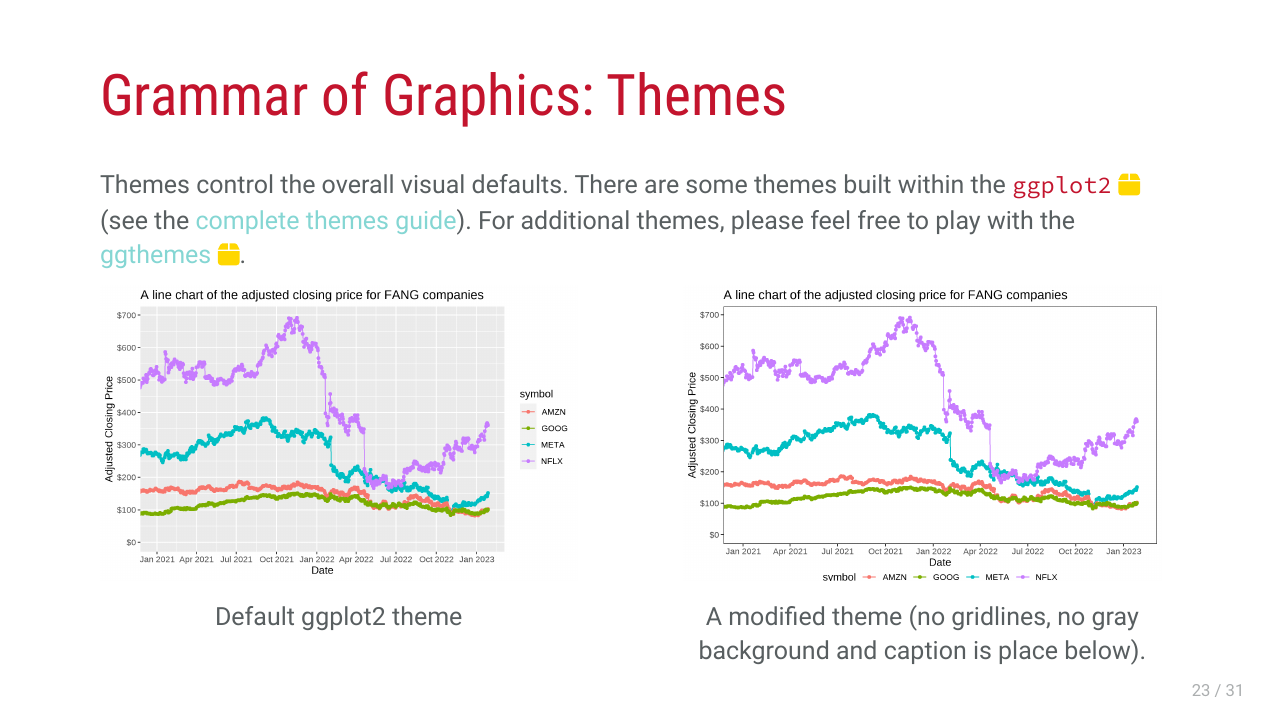 Grammar of Graphics: Themes
Themes control the overall visual defaults. There are some themes built within the ggplot2
(see the complete themes guide). For additional themes, please feel free to play with the
ggthemes .
A line chart of the adjusted closing price for FANG companies
$700
$600
$500
$400
$300
$200
$100
$0
Adjusted Closing Price
Jan 2021 Apr 2021 Jul 2021 Oct 2021 Jan 2022 Apr 2022 Jul 2022 Oct 2022 Jan 2023
Date
symbol
AMZN
GOOG
META
NFLX
Default ggplot2 theme
A line chart of the adjusted closing price for FANG companies
$700
$600
$500
$400
$300
$200
$100
$0
Adjusted Closing Price
Jan 2021 Apr 2021 Jul 2021 Oct 2021 Jan 2022 Apr 2022 Jul 2022 Oct 2022 Jan 2023
Date
symbol AMZN GOOG META NFLX
A modified theme (no gridlines, no gray
background and caption is place below).
23 / 31